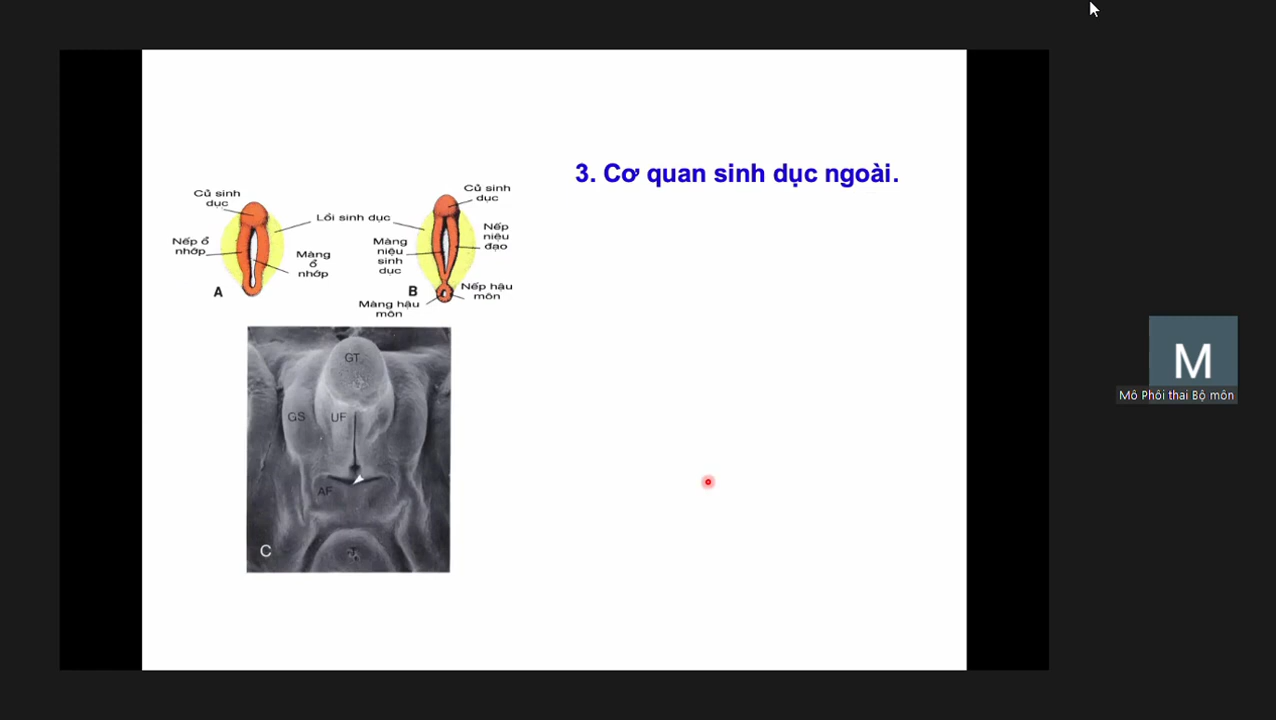 3. Cơ quan sinh dục ngoài.
Củ sinh
dục
Lồi sinh dục
Nếp ổ
nhớp
Màng
ổ
nhớp
A
Củ sinh
dục
Nếp
niệu
đạo
Màng
niệu
sinh
dục
B
Nếp hậu
môn
Màng hậu
môn
GT
GS
UF
AF
T
C
M
Mô Phôi thai Bộ môn